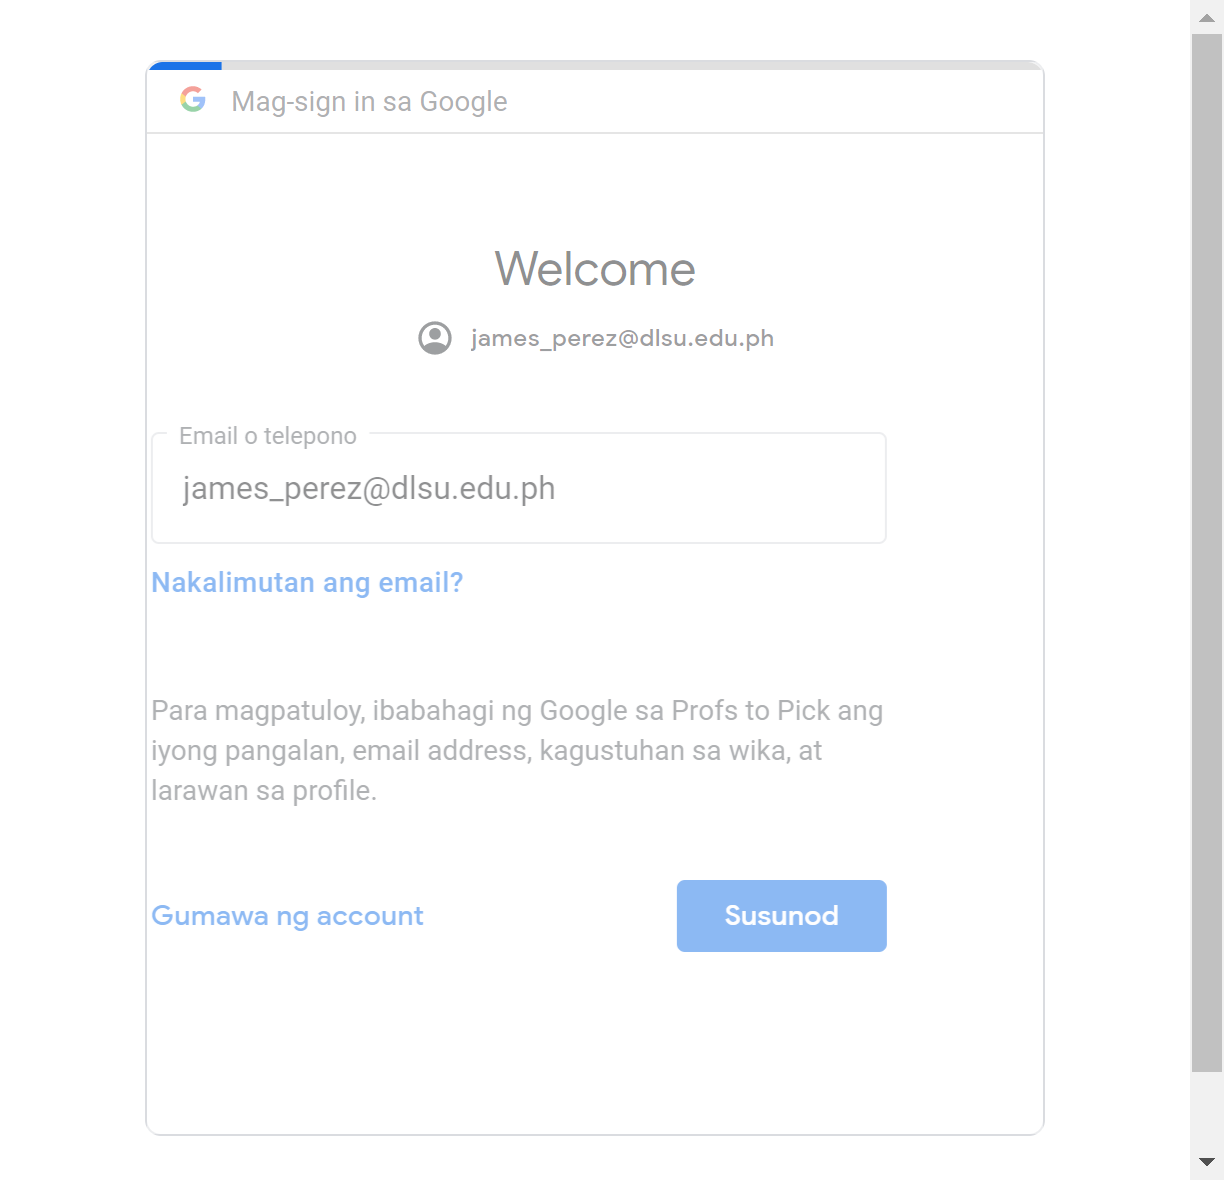 Mag-sign in sa Google
Welcome
james_perez@dlsu.edu.ph
Email o telepono
james_perez@dlsu.edu.ph
Nakalimutan ang email?
Para magpatuloy, ibabahagi ng Google sa Profs to Pick ang
iyong pangalan, email address, kagustuhan sa wika, at
larawan sa profile.
Gumawa ng account
Susunod